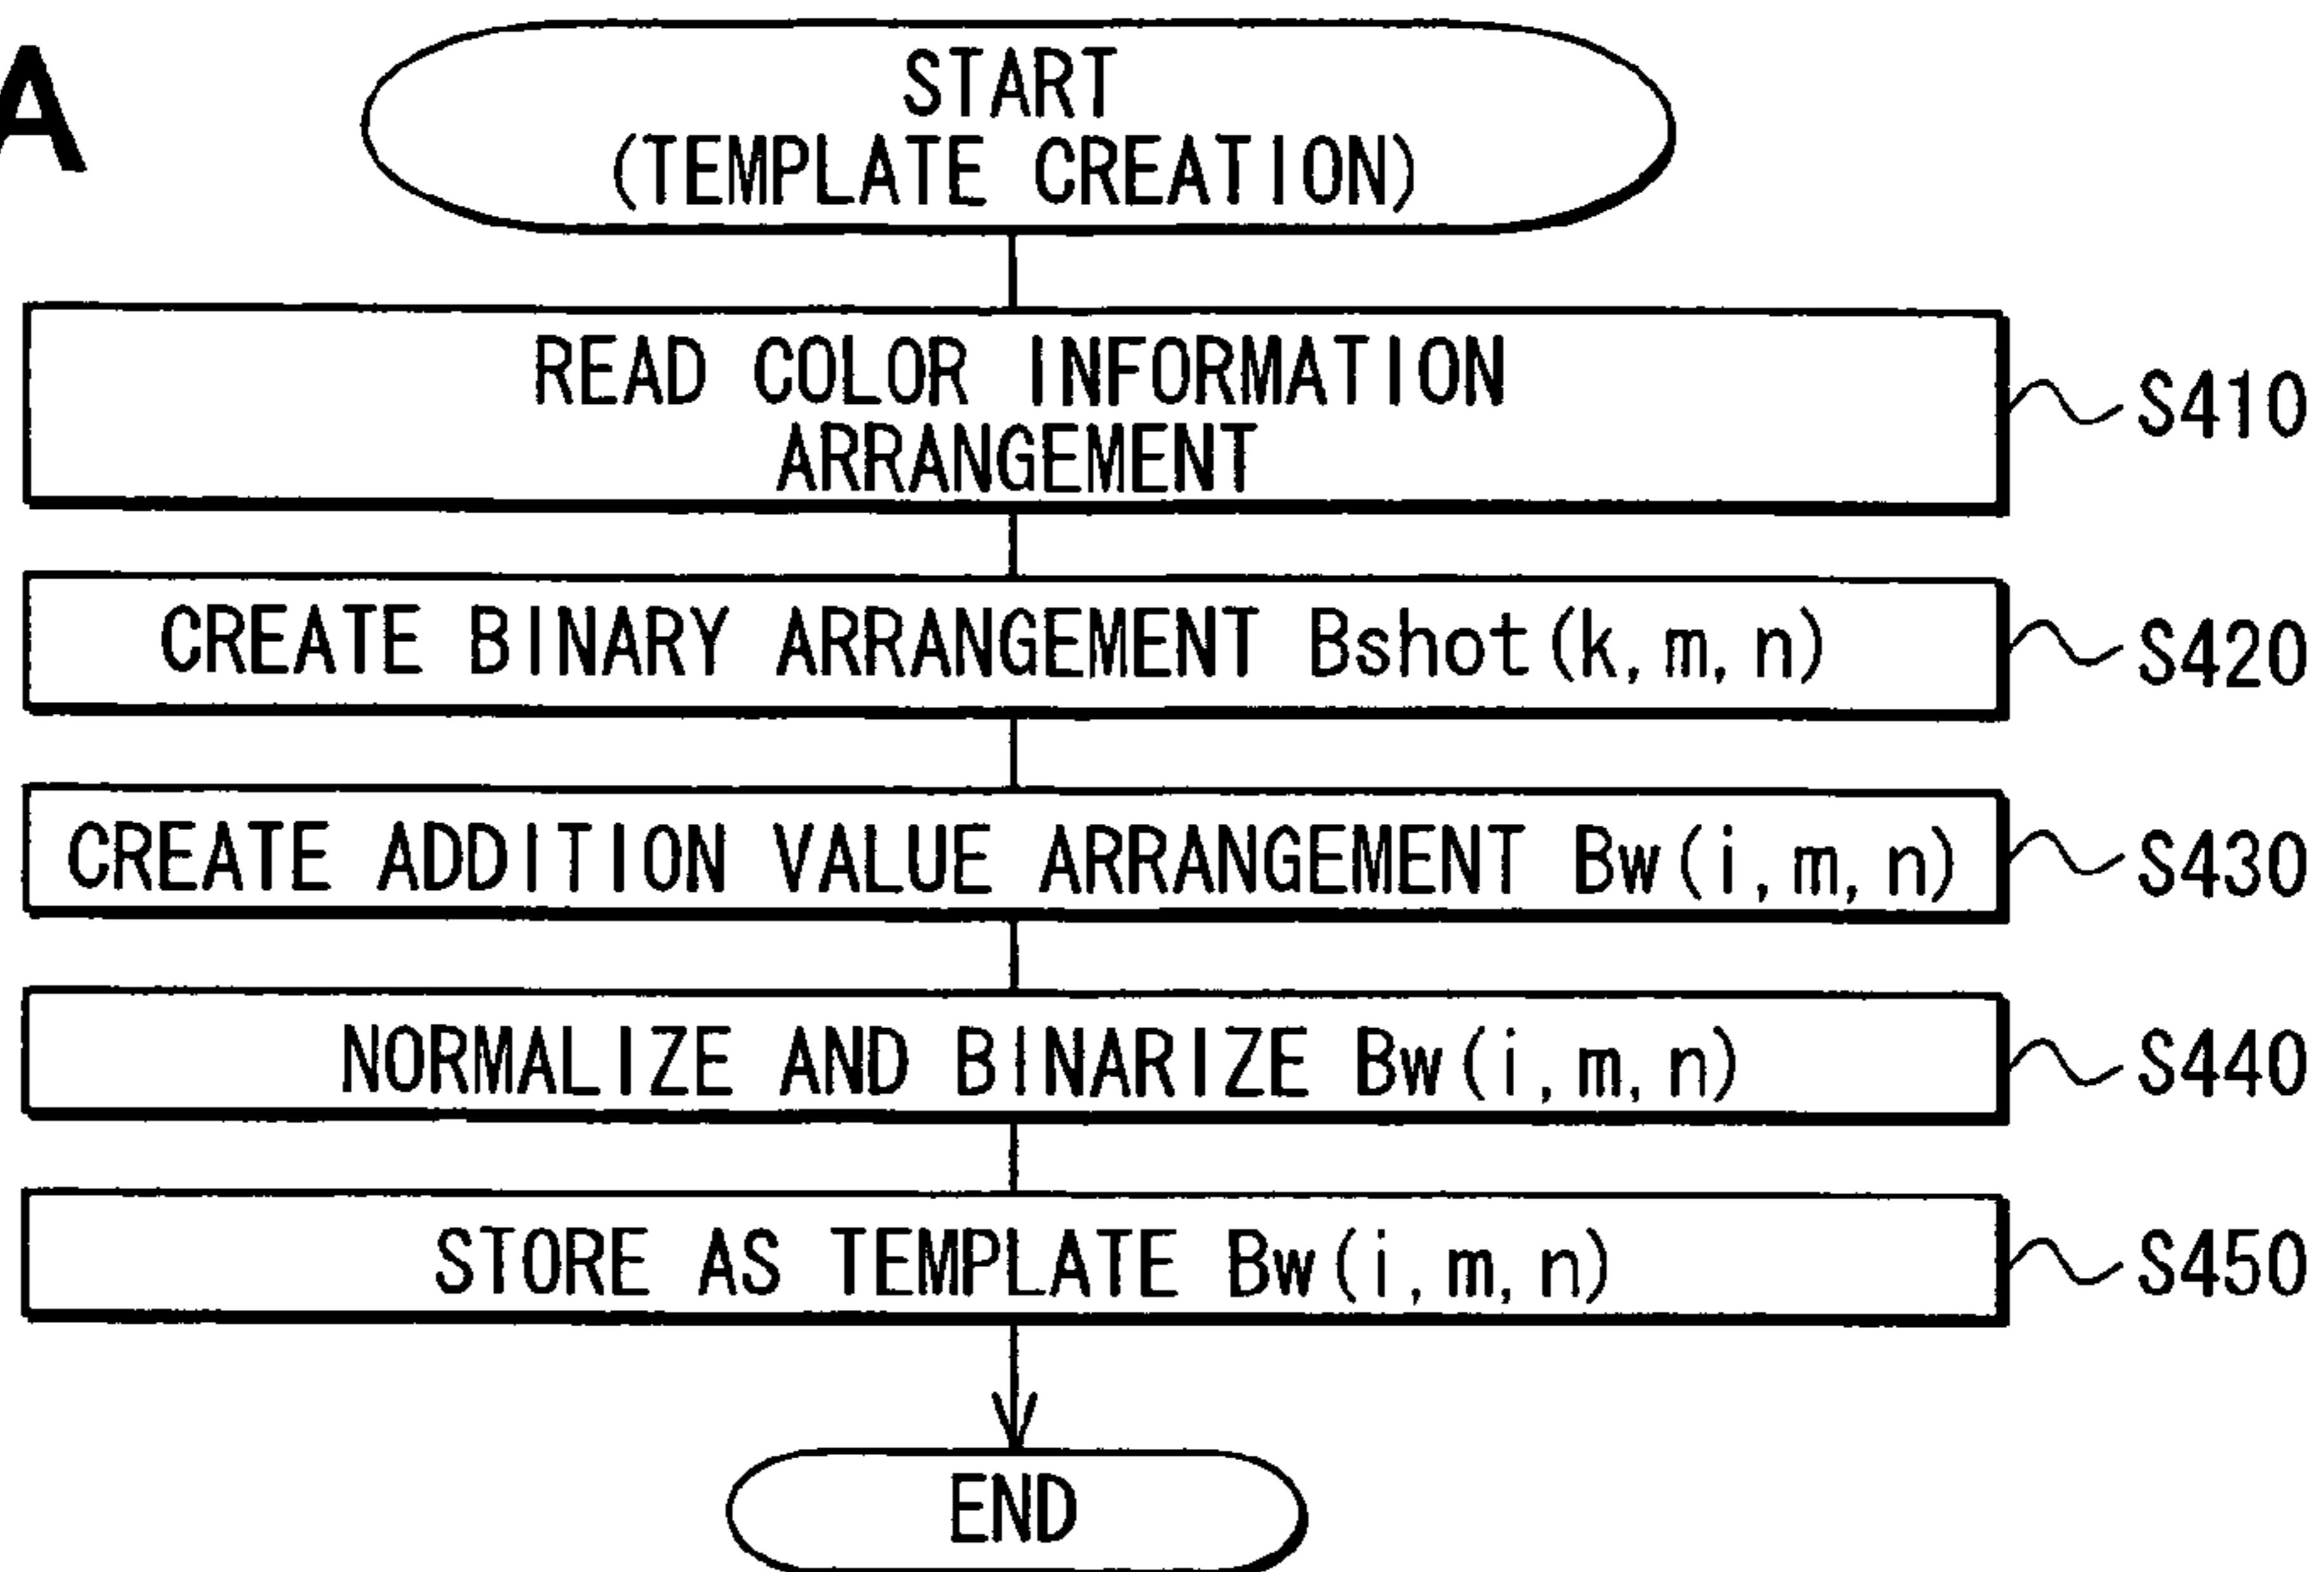 A
START
(TEMPLATE CREATION)
READ COLOR INFORMATION
ARRANGEMENT
S410
CREATE BINARY ARRANGEMENT Bshot(k, m, n)
S420
CREATE ADDITION VALUE ARRANGEMENT Bw(i, m, n)
S430
NORMALIZE AND BINARIZE Bw(i, m, n)
S440
STORE AS TEMPLATE Bw(i, m, n)
S450
END